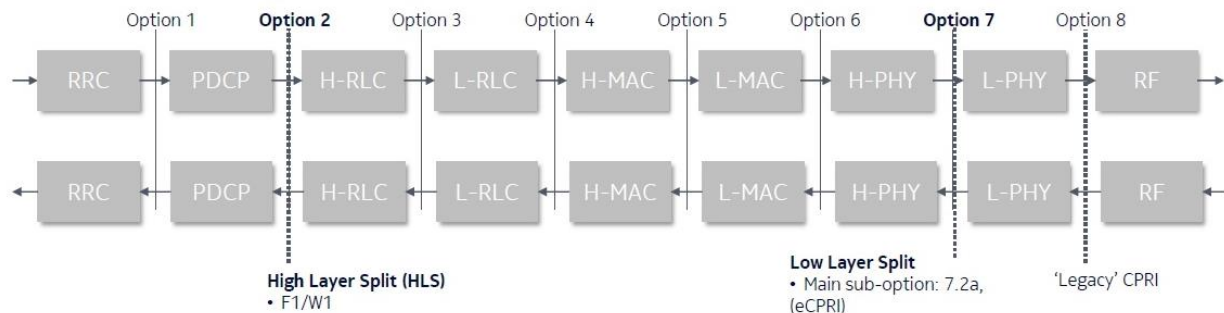 Option 1 Option 2 Option 3 Option 4 Option 5 Option 6 Option 7 Option 8
RRC PDCP H-RLC L-RLC H-MAC L-MAC H-PHY L-PHY RF
RRC PDCP H-RLC L-RLC H-MAC L-MAC H-PHY L-PHY RF
High Layer Split (HLS)
• F1/W1
Low Layer Split
• Main sub-option: 7.2a,
(eCPRI)
'Legacy' CPRI